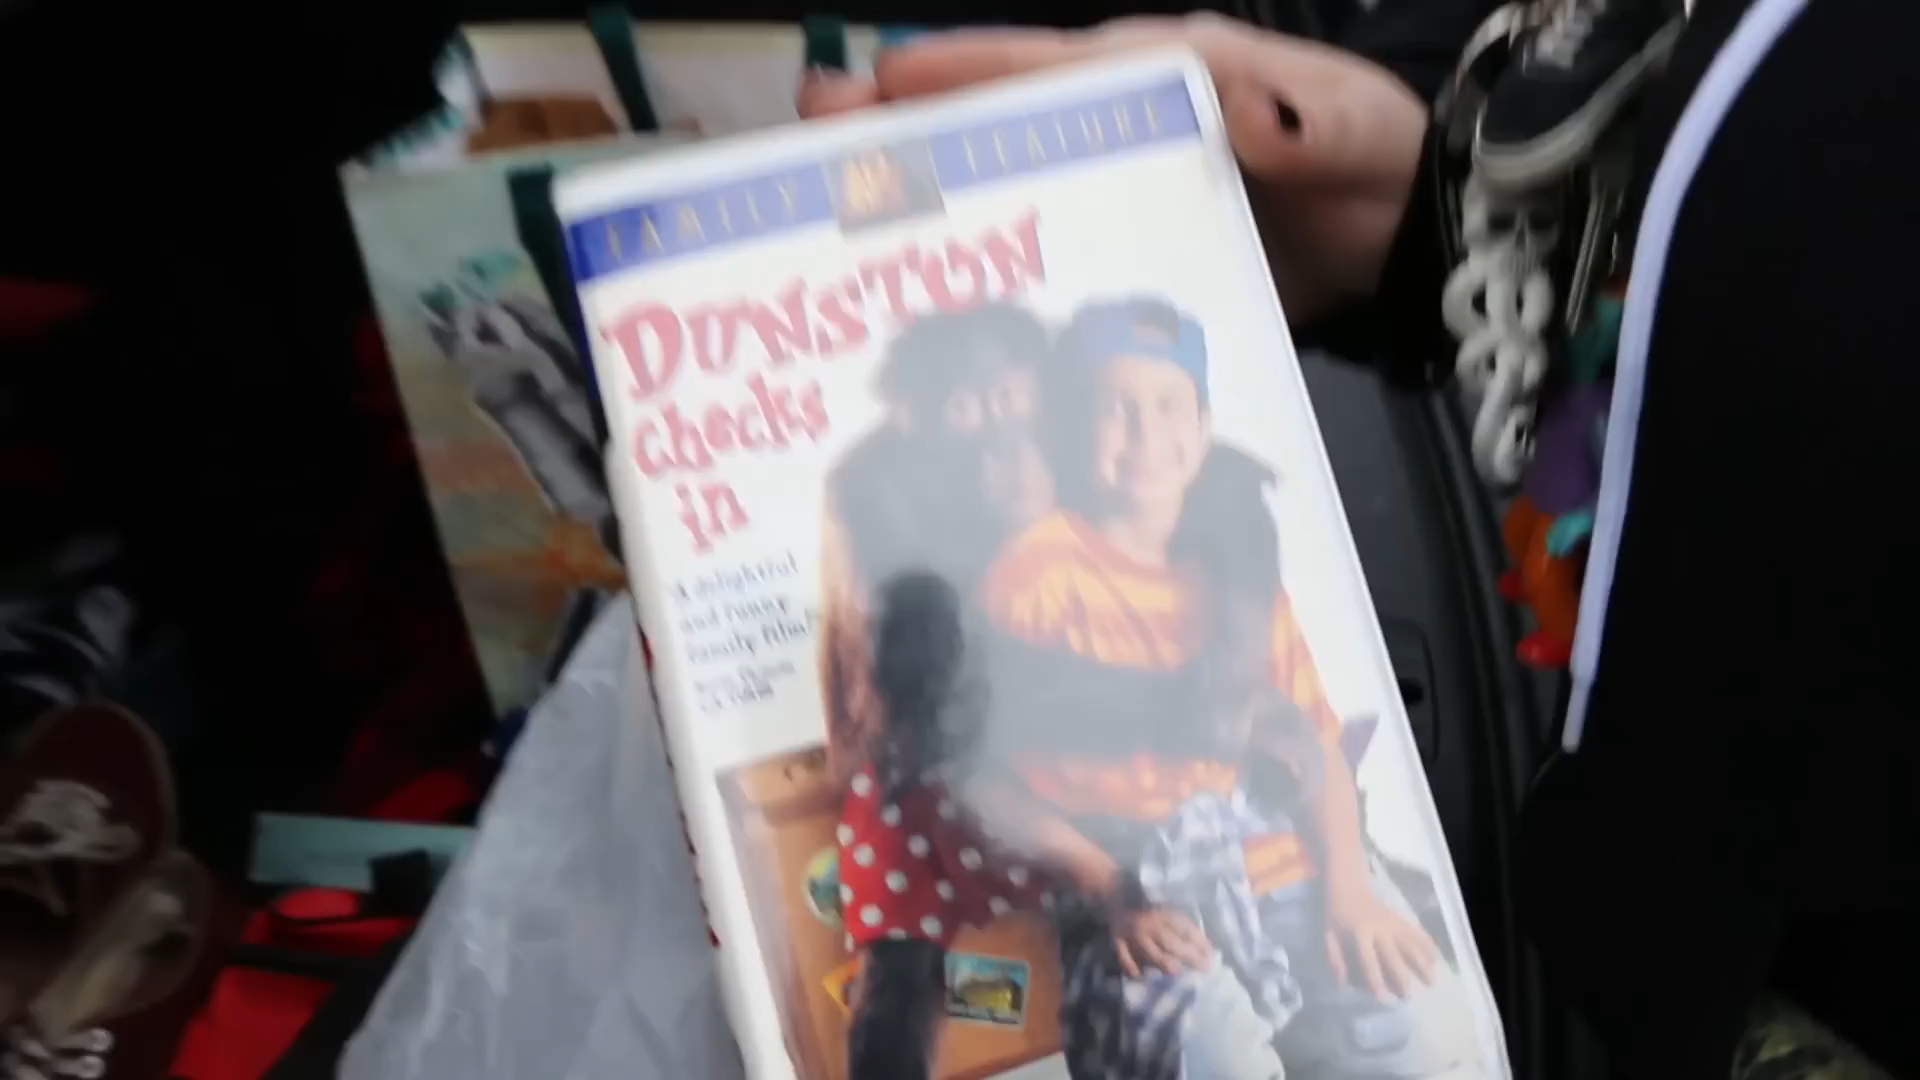 FAMILY FEATURE
DUNSTON
checks
in
"A delightful
and funny
family film"